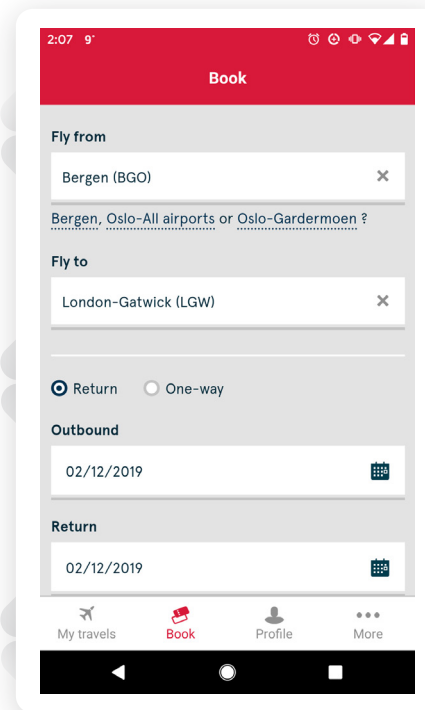 2:07 9°
Book
Fly from
Bergen (BGO)
Bergen, Oslo-All airports or Oslo-Gardermoen ?
Fly to
London-Gatwick (LGW)
Return One-way
Outbound
02/12/2019
Return
02/12/2019
My travels Book Profile More